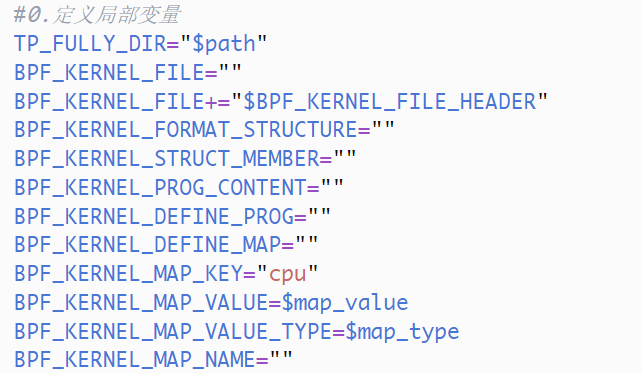 #0.定义局部变量
TP_FULLY_DIR="$path"
BPF_KERNEL_FILE=""
BPF_KERNEL_FILE+="$BPF_KERNEL_FILE_HEADER"
BPF_KERNEL_FORMAT_STRUCTURE=""
BPF_KERNEL_STRUCT_MEMBER=""
BPF_KERNEL_PROG_CONTENT=""
BPF_KERNEL_DEFINE_PROG=""
BPF_KERNEL_DEFINE_MAP=""
BPF_KERNEL_MAP_KEY="cpu"
BPF_KERNEL_MAP_VALUE=$map_value
BPF_KERNEL_MAP_VALUE_TYPE=$map_type
BPF_KERNEL_MAP_NAME=""